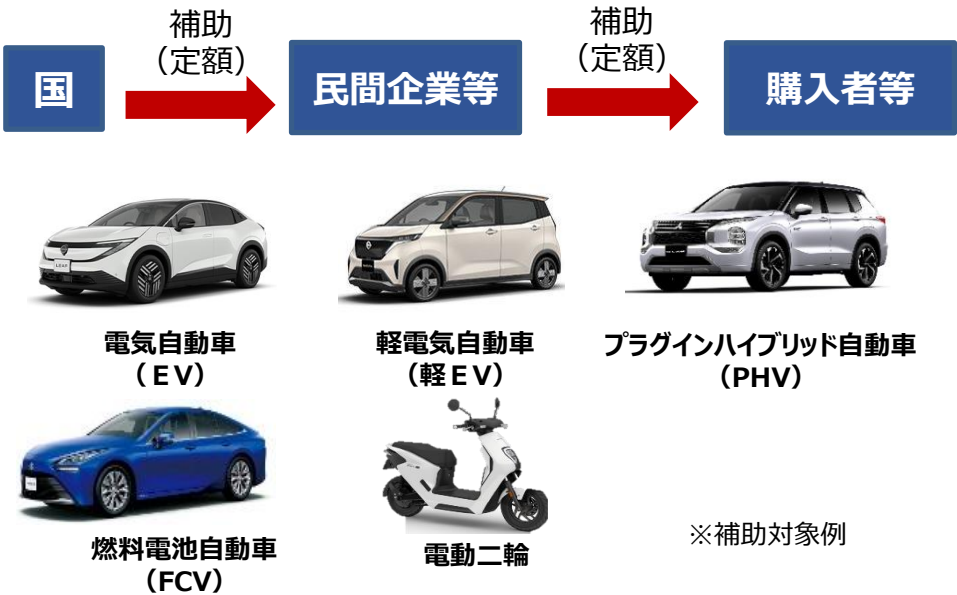 補助
（定額）
補助
（定額）
国
民間企業等
購入者等
電気自動車
（ＥＶ）
軽電気自動車
（軽ＥＶ）
プラグインハイブリッド自動車
（PHV）
燃料電池自動車
（FCV）
電動二輪
※補助対象例